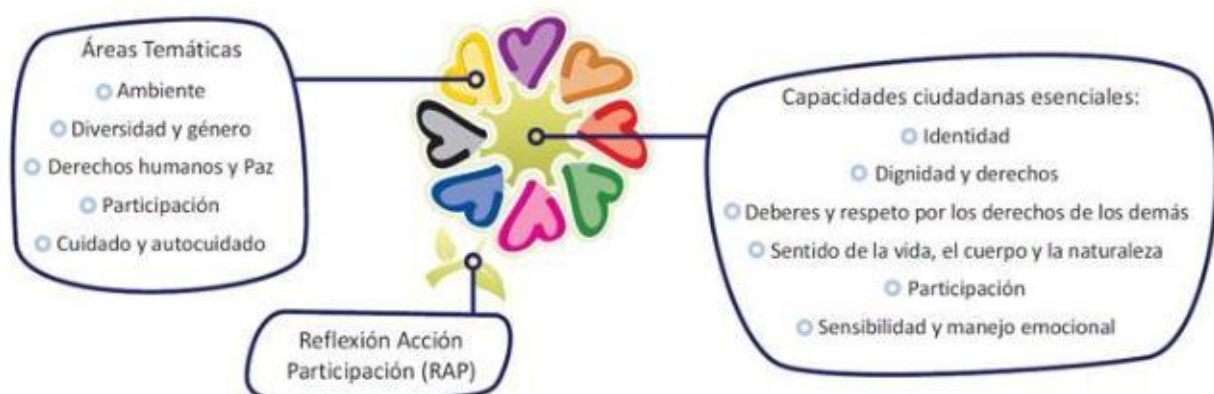 Áreas Temáticas
Ambiente
Diversidad y género
Derechos humanos y Paz
Participación
Cuidado y autocuidado
Reflexión Acción
Participación (RAP)
Capacidades ciudadanas esenciales:
Identidad
Dignidad y derechos
Deberes y respeto por los derechos de los demás
Sentido de la vida, el cuerpo y la naturaleza
Participación
Sensibilidad y manejo emocional